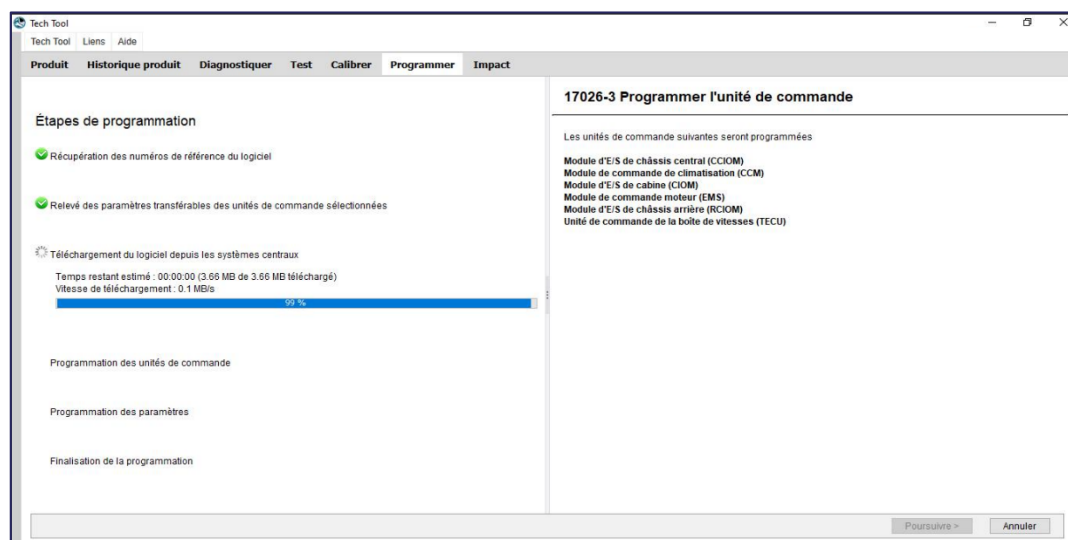 Tech Tool
Tech Tool Liens Aide
Produit Historique produit Diagnostiquer Test Calibrer Programmer Impact
Étapes de programmation
Récupération des numéros de référence du logiciel
Relevé des paramètres transférables des unités de commande sélectionnées
Téléchargement du logiciel depuis les systèmes centraux
Temps restant estimé : 00:00:00 (3.66 MB de 3.66 MB téléchargé)
Vitesse de téléchargement : 0.1 MB/s
99 %
Programmation des unités de commande
Programmation des paramètres
Finalisation de la programmation
17026-3 Programmer l'unité de commande
Les unités de commande suivantes seront programmées
Module d'E/S de châssis central (CCIOM)
Module de commande de climatisation (CCM)
Module d'E/S de cabine (CIOM)
Module de commande moteur (EMS)
Module d'E/S de châssis arrière (RCIOM)
Unité de commande de la boîte de vitesses (TECU)
Poursuivre > Annuler